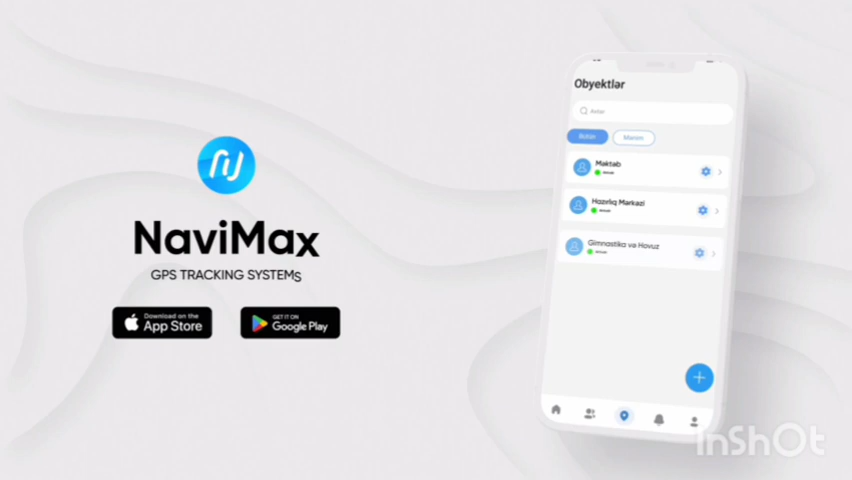 NaviMax
GPS TRACKING SYSTEMS
Download on the
App Store
GET IT ON
Google Play
Obyektlər
Axtar
Bütün
Mənim
Məktəb
Hazırlıq Mərkəzi
Gimnastika və Hovuz
InShOt